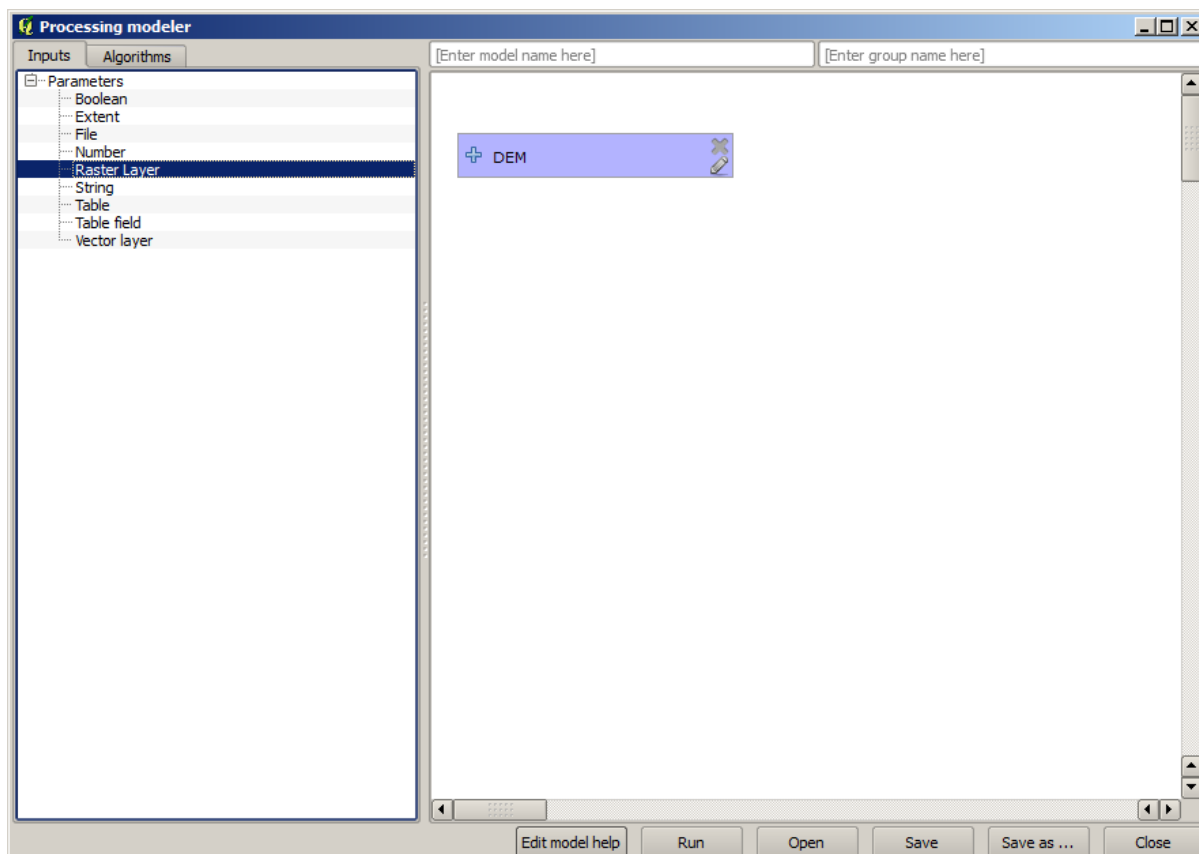 Processing modeler
Inputs
Algorithms
[Enter model name here]
[Enter group name here]
Parameters
Boolean
Extent
File
Number
Raster Layer
String
Table
Table field
Vector layer
DEM
Edit model help
Run
Open
Save
Save as ...
Close